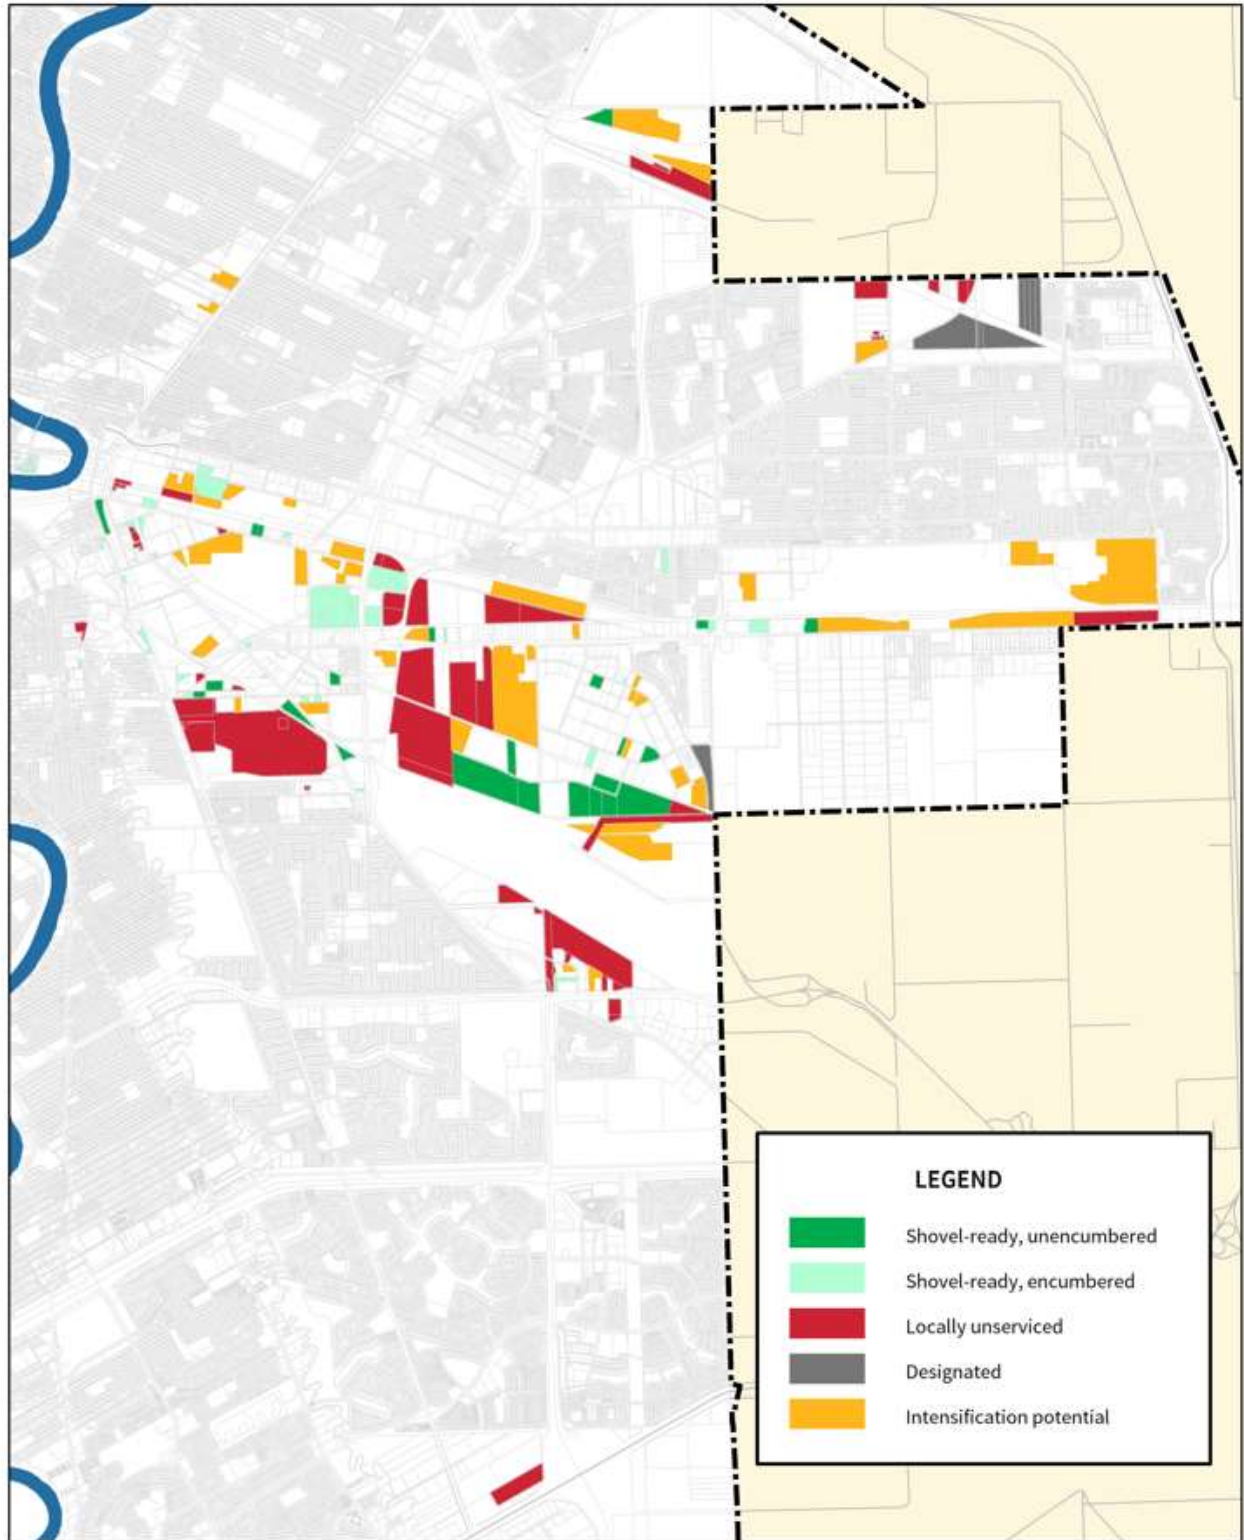 LEGEND
Shovel-ready, unencumbered
Shovel-ready, encumbered
Locally unserviced
Designated
Intensification potential